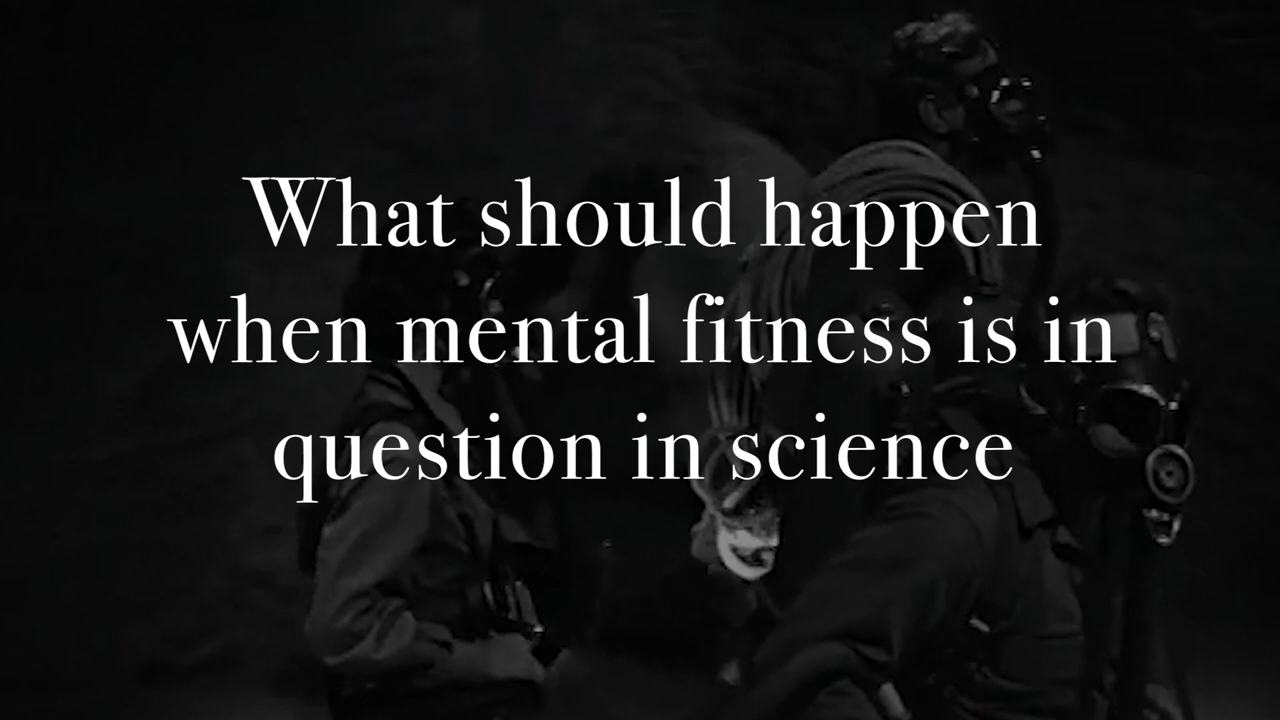 What should happen
when mental fitness is in
question in science